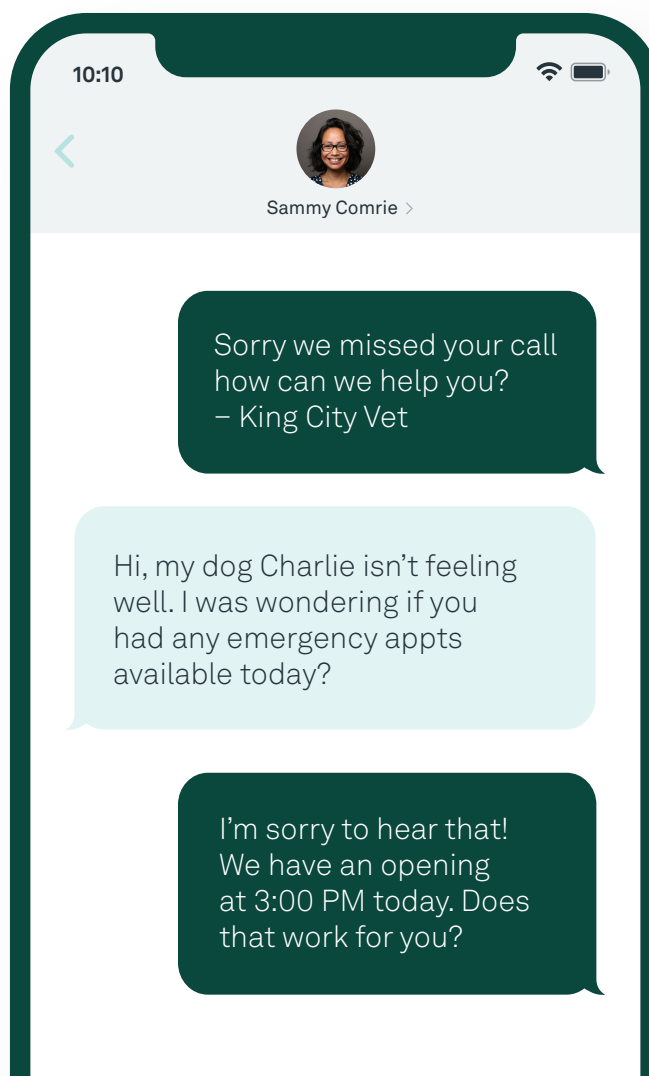 10:10
Sammy Comrie
Sorry we missed your call
how can we help you?
– King City Vet
Hi, my dog Charlie isn’t feeling
well. I was wondering if you
had any emergency appts
available today?
I’m sorry to hear that!
We have an opening
at 3:00 PM today. Does
that work for you?